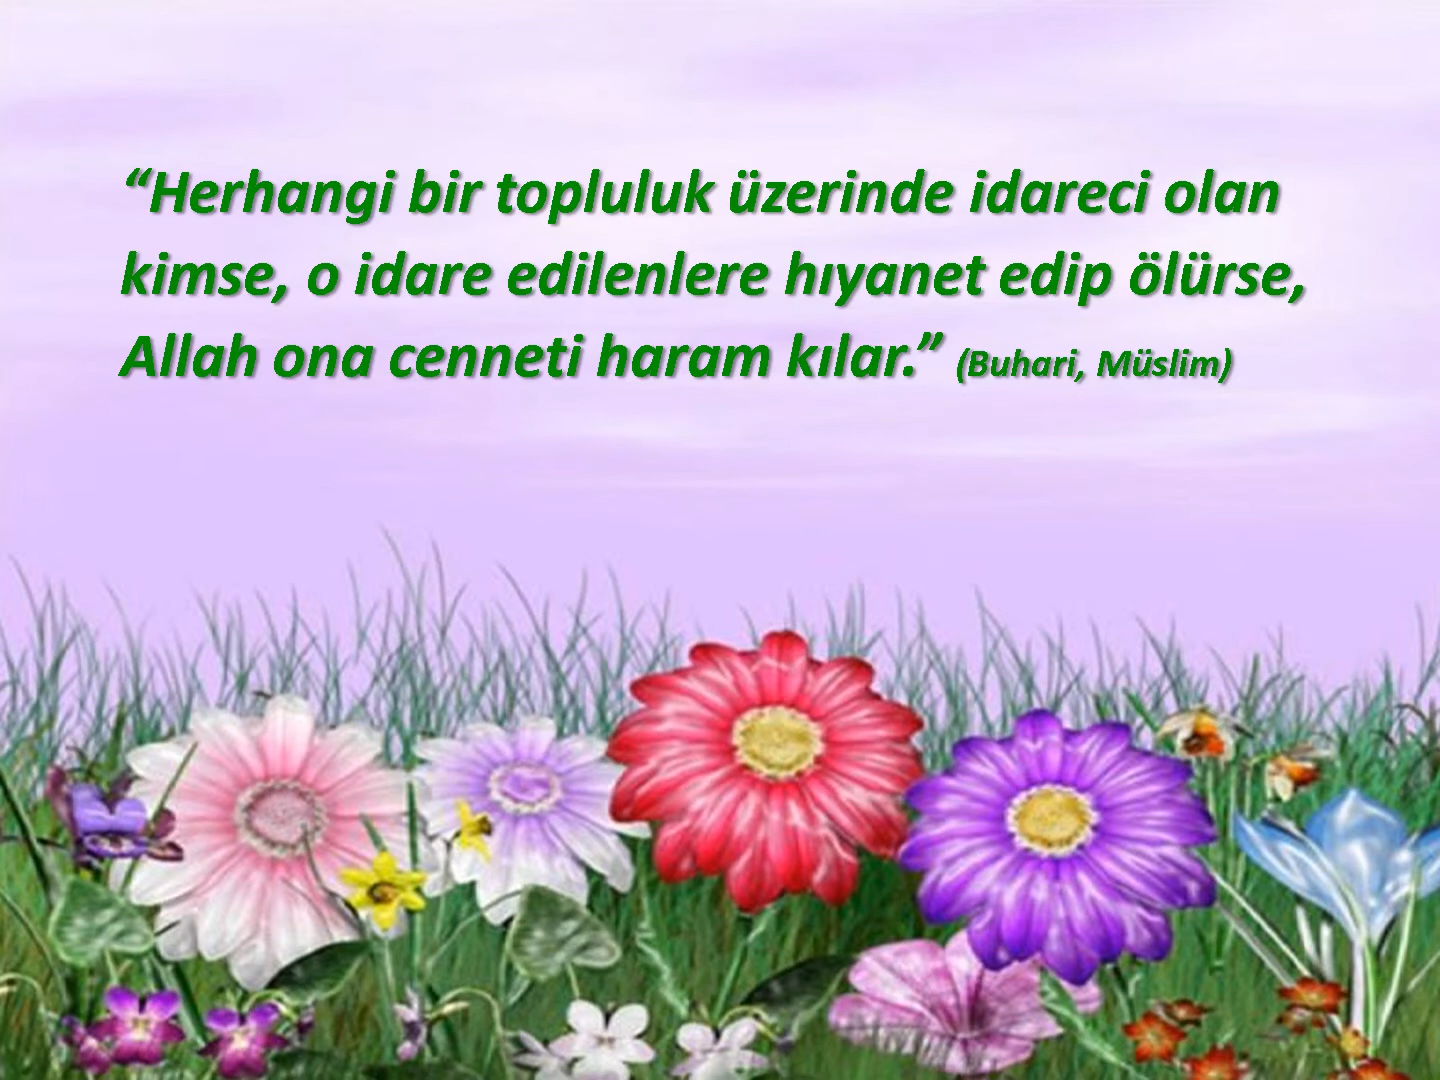 “Herhangi bir topluluk üzerinde idareci olan
kimse, o idare edilenlere hıyanet edip ölürse,
Allah ona cenneti haram kılar.” (Buhari, Müslim)